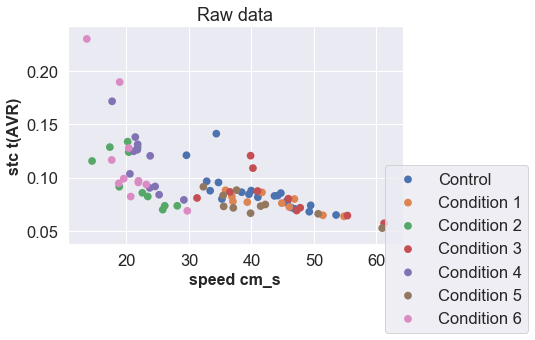 Raw data
stc t(AVR)
0.20
0.15
0.10
0.05
20
30
40
50
60
speed cm_s
Control
Condition 1
Condition 2
Condition 3
Condition 4
Condition 5
Condition 6